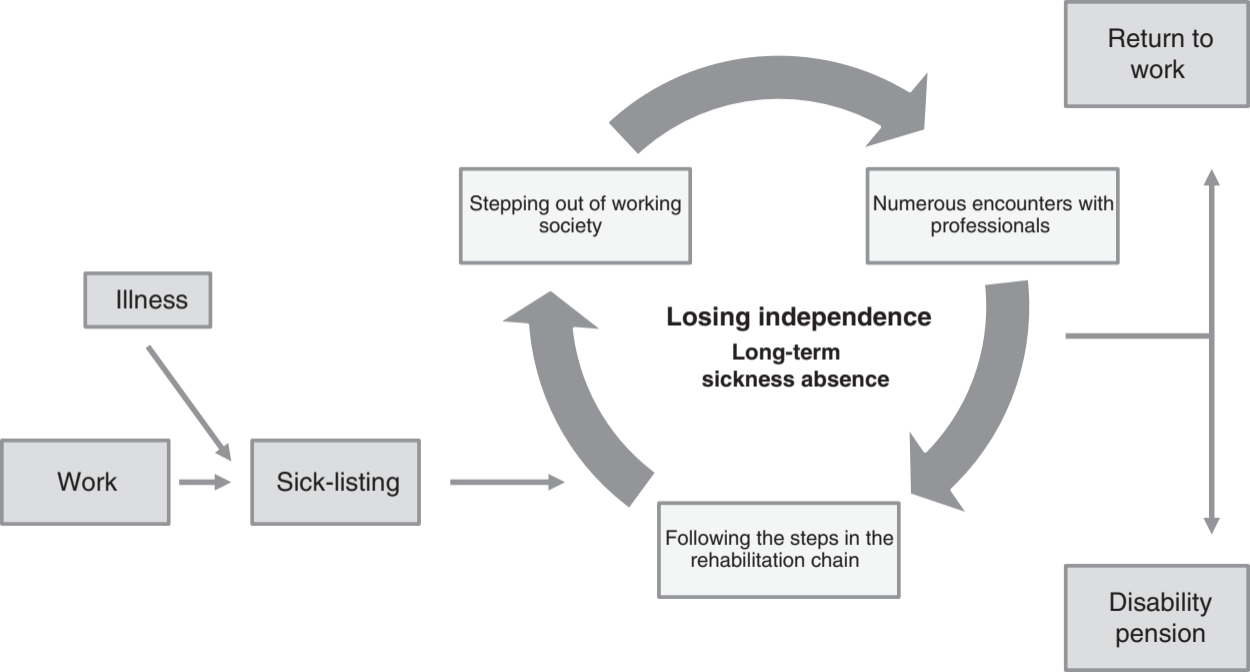 Return to
work
Stepping out of working
society
Numerous encounters with
professionals
Illness
Losing independence
Long-term
sickness absence
Work
Sick-listing
Following the steps in the
rehabilitation chain
Disability
pension